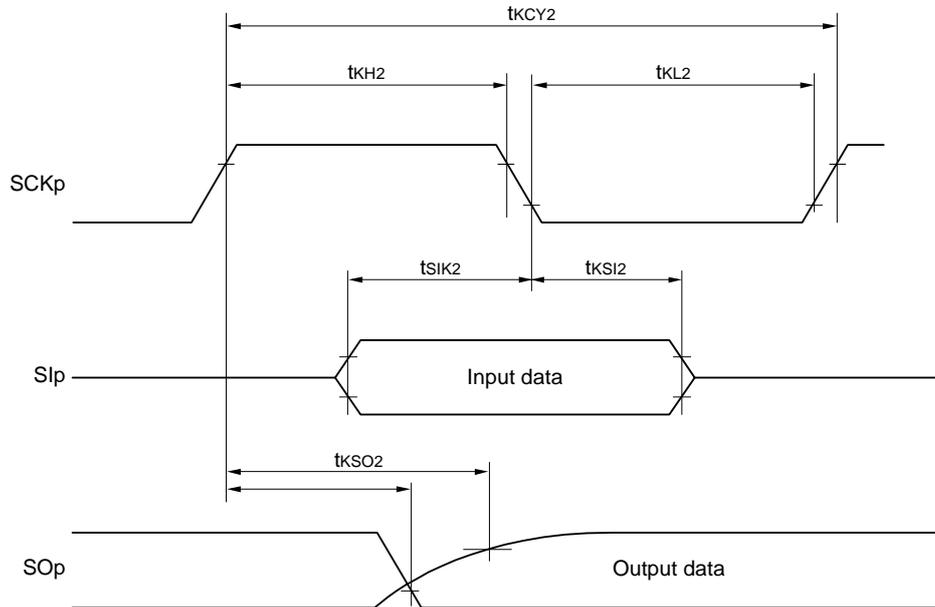 tKCY2
tKH2
tKL2
SCKp
tSIK2
tKSI2
SIp
Input data
tKSO2
SOp
Output data